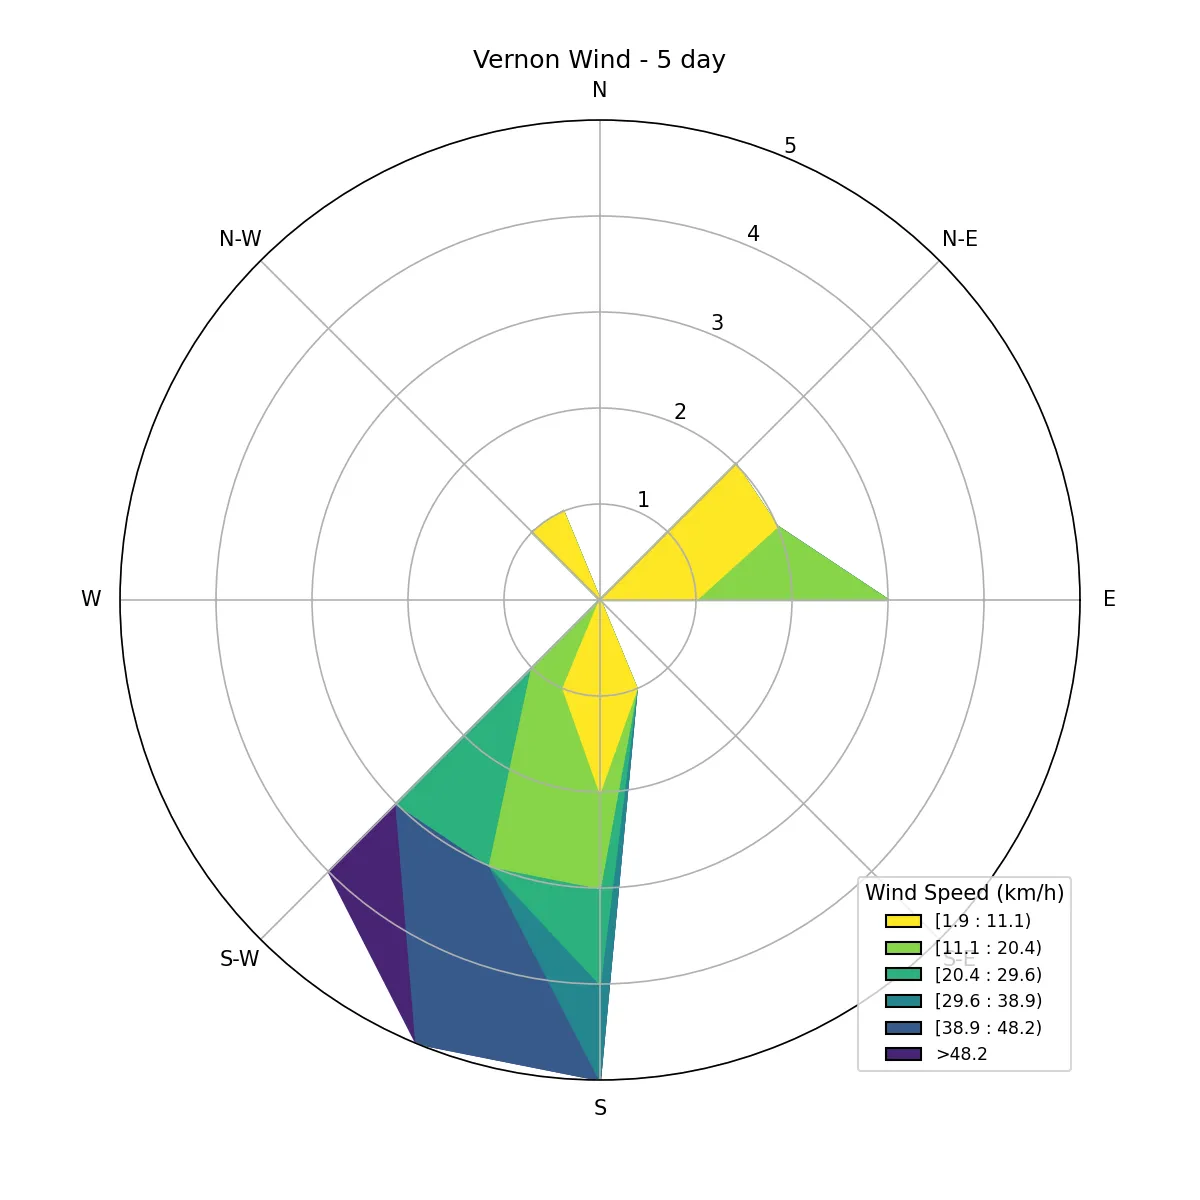 Vernon Wind - 5 day
N
5
N-W
N-E
4
3
2
1
W
E
S-W
S-E
S
Wind Speed (km/h)
[1.9 : 11.1)
[11.1 : 20.4)
[20.4 : 29.6)
[29.6 : 38.9)
[38.9 : 48.2)
>48.2